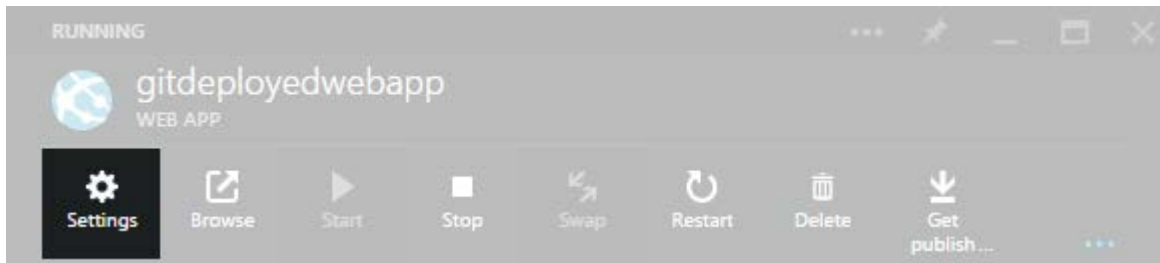 RUNNING
gitdeployedwebapp
WEB APP
Settings Browse Start Stop Swap Restart Delete Get publish ...